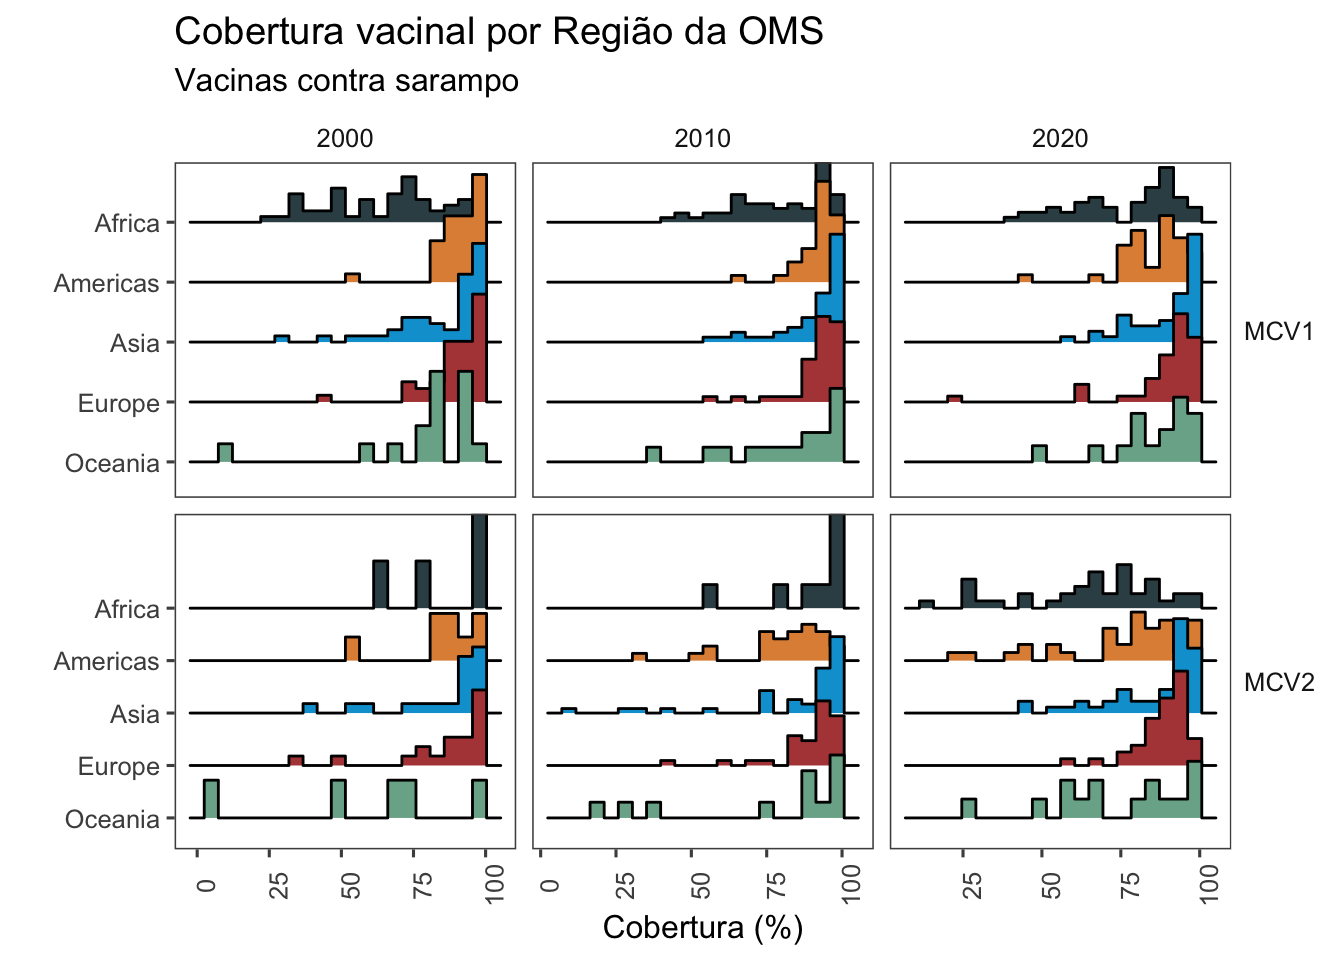 Cobertura vacinal por Região da OMS
Vacinas contra sarampo
2000 2010 2020
Africa
Americas
Asia
Europe
Oceania
MCV1
Africa
Americas
Asia
Europe
Oceania
MCV2
0 25 50 75 100 0 25 50 75 100 25 50 75 100
Cobertura (%)